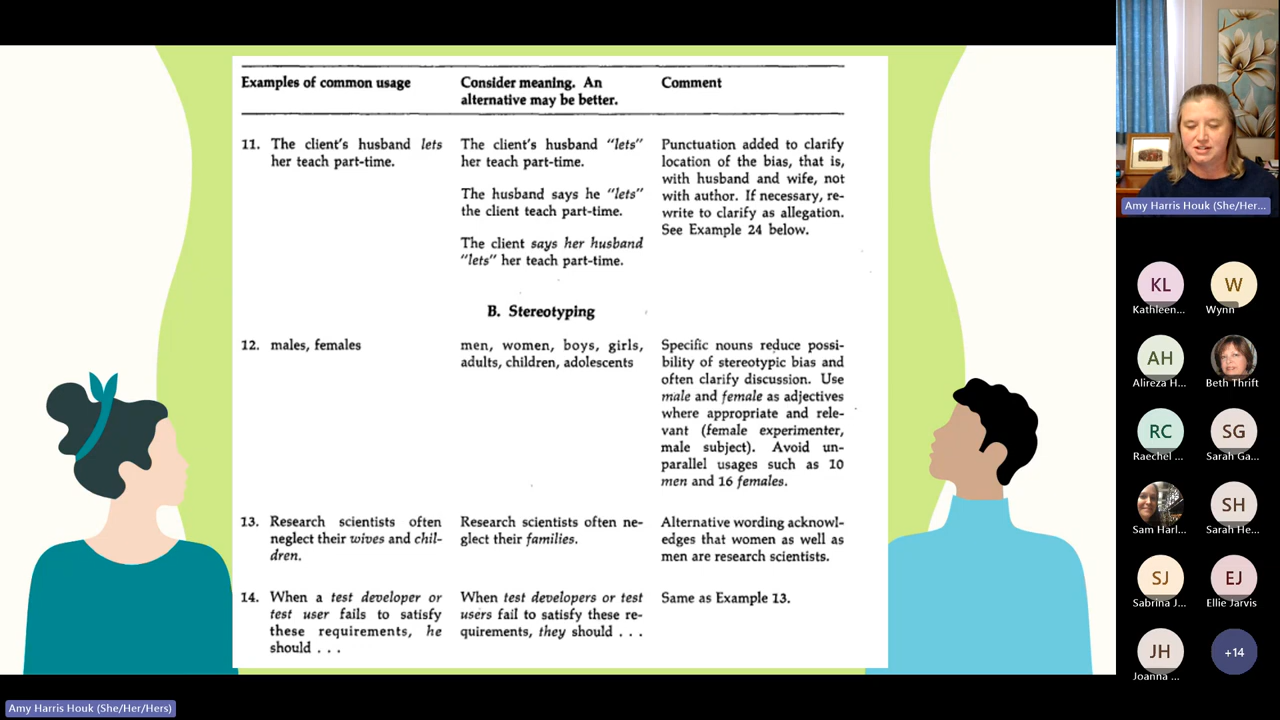 Examples of common usage
Consider meaning. An
alternative may be better.
Comment
11. The client's husband lets
her teach part-time.
The client's husband "lets"
her teach part-time.
The husband says he "lets"
the client teach part-time.
The client says her husband
"lets" her teach part-time.
Punctuation added to clarify
location of the bias, that is,
with husband and wife, not
with author. If necessary, re-
write to clarify as allegation.
See Example 24 below.
B. Stereotyping
12. males, females
men, women, boys, girls,
adults, children, adolescents
Specific nouns reduce possi-
bility of stereotypic bias and
often clarify discussion. Use
male and female as adjectives
where appropriate and rele-
vant (female experimenter,
male subject). Avoid un-
parallel usages such as 10
men and 16 females.
13. Research scientists often
neglect their wives and chil-
dren.
Research scientists often ne-
glect their families.
Alternative wording acknowl-
edges that women as well as
men are research scientists.
14. When a test developer or
test user fails to satisfy
these requirements, he
should . . .
When test developers or test
users fail to satisfy these re-
quirements, they should . . .
Same as Example 13.
Amy Harris Houk (She/Her/Hers)
Amy Harris Houk (She/Her...
KL
Kathleen...
W
Wynn
AH
Alireza H...
Beth Thrift
RC
Raechel ...
SG
Sarah Ga...
Sam Harl...
SH
Sarah He...
SJ
Sabrina J...
EJ
Ellie Jarvis
JH
Joanna ...
+14